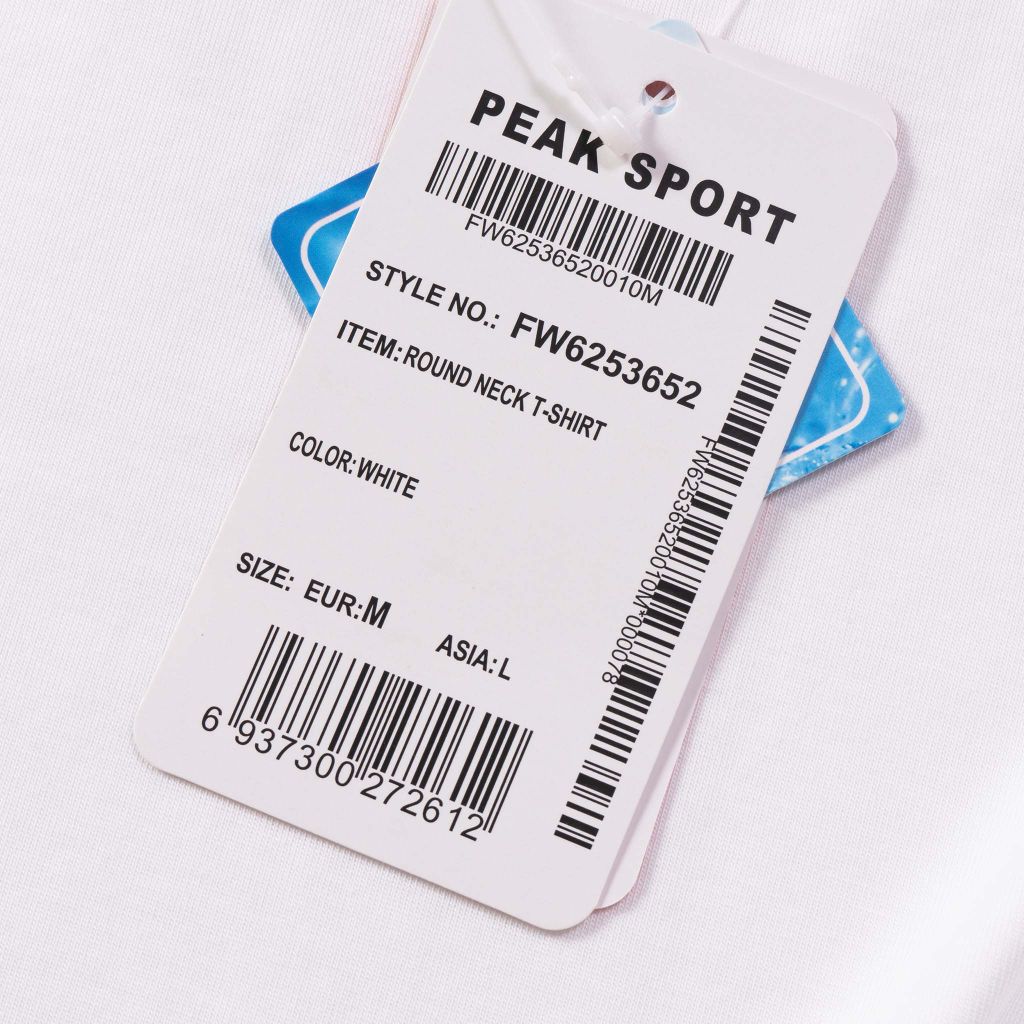 PEAK SPORT
FW62536520010M
STYLE NO.: FW6253652
ITEM:ROUND NECK T-SHIRT
COLOR:WHITE
SIZE: EUR:M
ASIA:L
6 937300 272612
FW62536520010M*000078